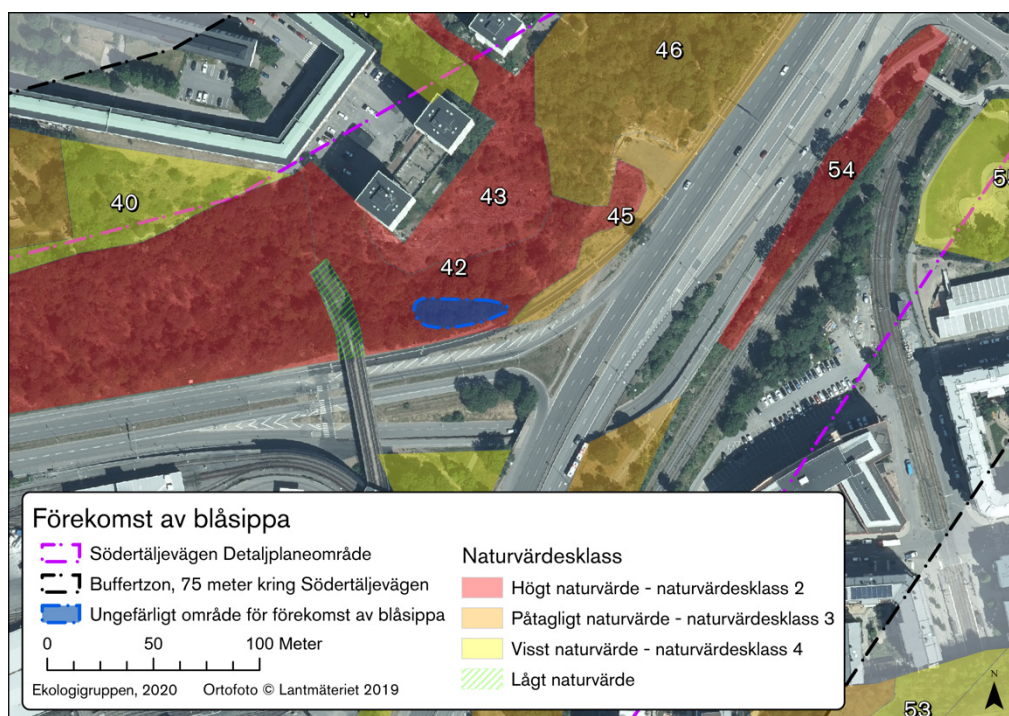 46
54
40
43
45
42
Förekomst av blåsippa
Södertäljevägen Detaljplaneområde
Buffertzon, 75 meter kring Södertäljevägen
Ungefärligt område för förekomst av blåsippa
0 50 100 Meter
Ekologigruppen, 2020 Ortofoto © Lantmäteriet 2019
Naturvärdesklass
Högt naturvärde - naturvärdesklass 2
Påtagligt naturvärde - naturvärdesklass 3
Visst naturvärde - naturvärdesklass 4
Lågt naturvärde
N
53